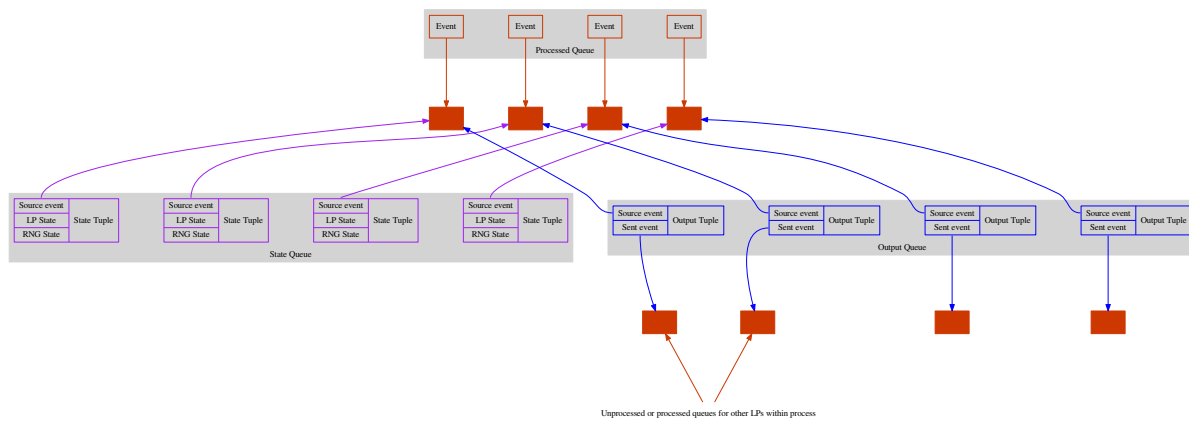 Event Event Event Event
Processed Queue
Source event
LP State
RNG State
State Tuple
Source event
LP State
RNG State
State Tuple
Source event
LP State
RNG State
State Tuple
Source event
LP State
RNG State
State Tuple
State Queue
Source event
Sent event
Output Tuple
Source event
Sent event
Output Tuple
Source event
Sent event
Output Tuple
Source event
Sent event
Output Tuple
Output Queue
Unprocessed or processed queues for other LPs within process